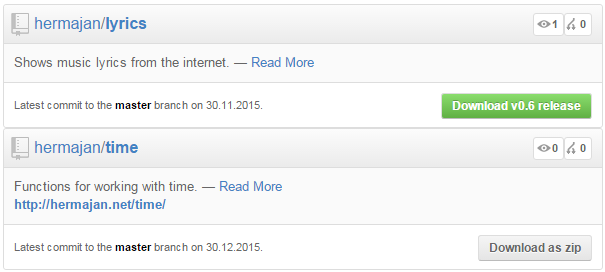 hermajan/lyrics 1 0
Shows music lyrics from the internet. — Read More
Latest commit to the master branch on 30.11.2015. Download v0.6 release
hermajan/time 0 0
Functions for working with time. — Read More
http://hermajan.net/time/
Latest commit to the master branch on 30.12.2015. Download as zip